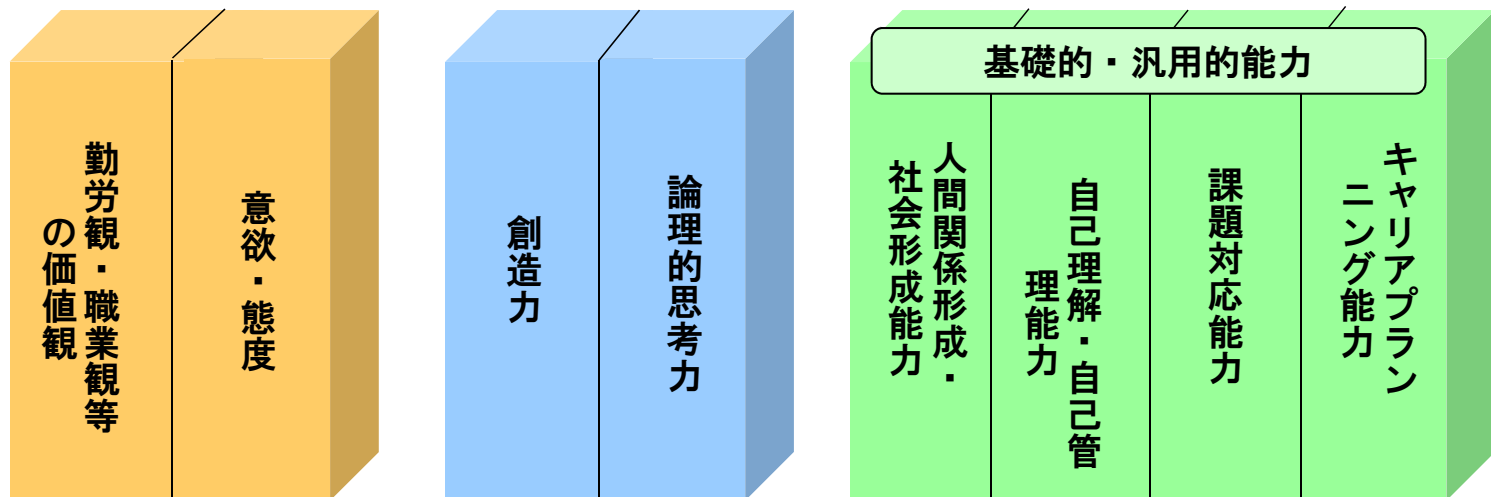 基礎的・汎用的能力
勤労観・職業観等
の価値観
意欲・態度
創造力
論理的思考力
人間関係形成・
社会形成能力
自己理解・自己管
理能力
課題対応能力
キャリアプラン
ニング能力